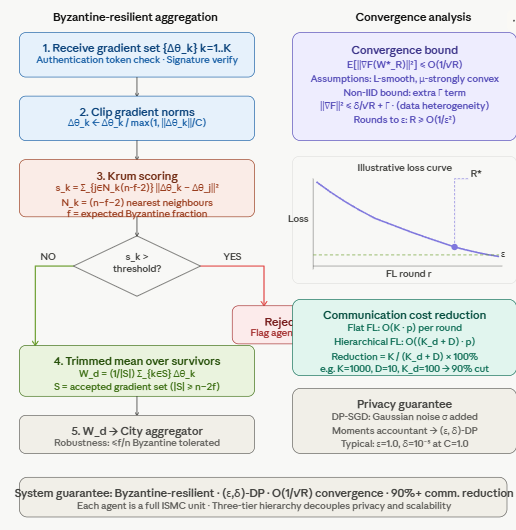 Byzantine-resilient aggregation
1. Receive gradient set {Δθ_k} k=1..K
Authentication token check · Signature verify
2. Clip gradient norms
Δθ_k ← Δθ_k / max(1, ||Δθ_k||/C)
3. Krum scoring
s_k = Σ_{j∈N_k(n-f-2)} ||Δθ_k − Δθ_j||²
N_k = (n−f−2) nearest neighbours
f = expected Byzantine fraction
NO
s_k >
threshold?
YES
Rejec
Flag agen
4. Trimmed mean over survivors
W_d = (1/|S|) Σ_{k∈S} Δθ_k
S = accepted gradient set (|S| ≥ n−2f)
5. W_d → City aggregator
Robustness: ≤f/n Byzantine tolerated
Convergence analysis
Convergence bound
E[||∇F(W*_R)||²] ≤ O(1/√R)
Assumptions: L-smooth, μ-strongly convex
Non-IID bound: extra Γ term
||∇F||² ≤ δ/√R + Γ · (data heterogeneity)
Rounds to ε: R ≥ O(1/ε²)
Illustrative loss curve
R*
Loss
ε
FL round r
Communication cost reduction
Flat FL: O(K · p) per round
Hierarchical FL: O((K_d + D) · p)
Reduction = K / (K_d + D) × 100%
e.g. K=1000, D=10, K_d=100 → 90% cut
Privacy guarantee
DP-SGD: Gaussian noise σ added
Moments accountant → (ε, δ)-DP
Typical: ε=1.0, δ=10⁻⁵ at C=1.0
System guarantee: Byzantine-resilient · (ε,δ)-DP · O(1/√R) convergence · 90%+ comm. reduction
Each agent is a full ISMC unit · Three-tier hierarchy decouples privacy and scalability